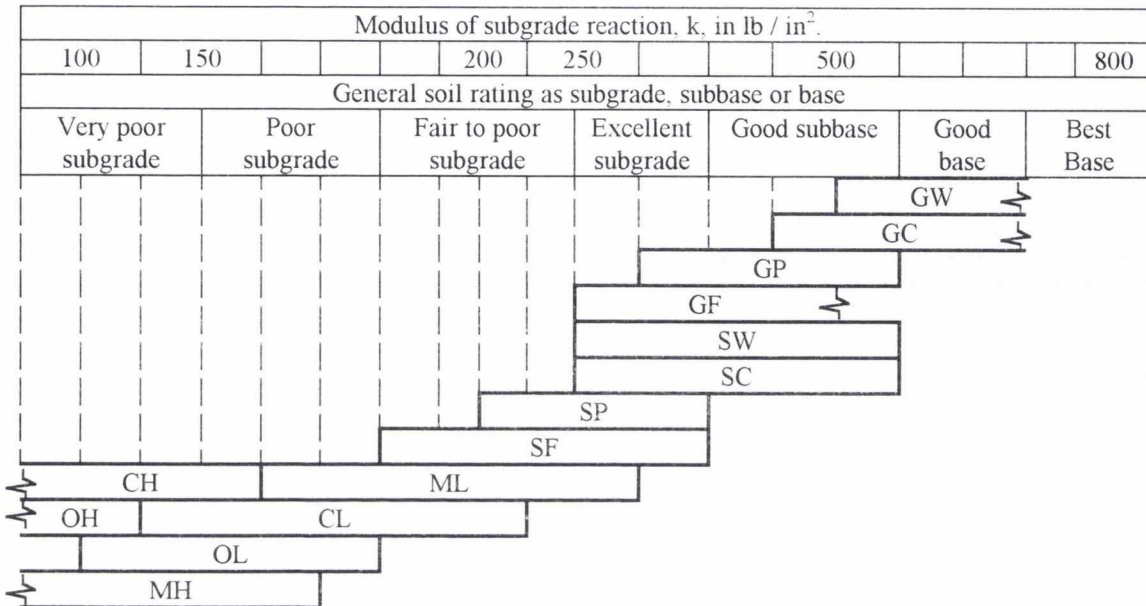 Modulus of subgrade reaction, k, in lb / in².
100 150 200 250 500 800
General soil rating as subgrade, subbase or base
Very poor Poor Fair to poor Excellent Good subbase Good Best
subgrade subgrade subgrade subgrade base Base
GW
GC
GP
GF
SW
SC
SP
SF
CH ML
OH CL
OL
MH